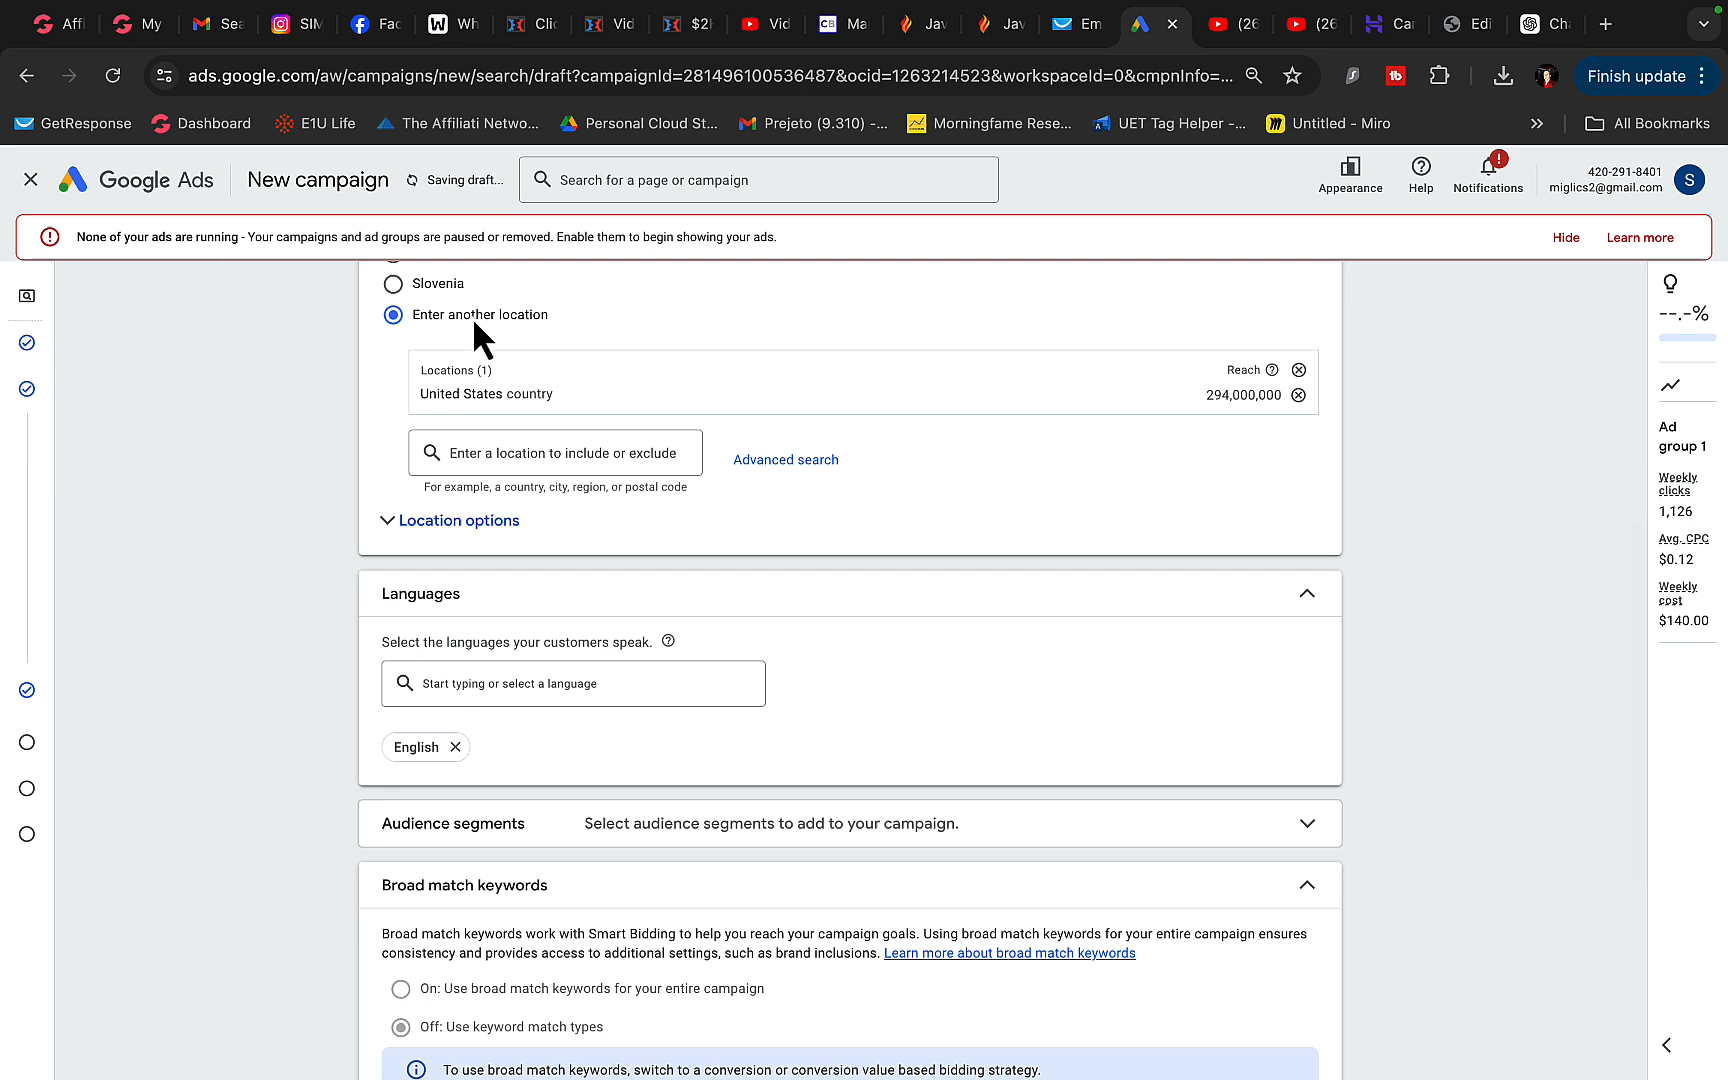 Affi
My
Sea
SIM
Fac
Wh
Clic
Vid
$2k
Vid
CB
Ma
Jav
Jav
Em
(26
(26
Car
Edi
Cha
ads.google.com/aw/campaigns/new/search/draft?campaignId=281496100536487&ocid=1263214523&workspaceId=0&cmpnInfo=...
Finish update
GetResponse
Dashboard
E1U Life
The Affiliati Netwo...
Personal Cloud St...
Prejeto (9.310) -...
Morningfame Rese...
UET Tag Helper -...
Untitled - Miro
All Bookmarks
Google Ads
New campaign
Saving draft...
Search for a page or campaign
Appearance
Help
Notifications
420-291-8401
miglics2@gmail.com
S
None of your ads are running - Your campaigns and ad groups are paused or removed. Enable them to begin showing your ads.
Hide
Learn more
Slovenia
Enter another location
Locations (1)
Reach
United States country
294,000,000
Enter a location to include or exclude
Advanced search
For example, a country, city, region, or postal code
Location options
Languages
Select the languages your customers speak.
Start typing or select a language
English
Audience segments
Select audience segments to add to your campaign.
Broad match keywords
Broad match keywords work with Smart Bidding to help you reach your campaign goals. Using broad match keywords for your entire campaign ensures
consistency and provides access to additional settings, such as brand inclusions. Learn more about broad match keywords
On: Use broad match keywords for your entire campaign
Off: Use keyword match types
To use broad match keywords, switch to a conversion or conversion value based bidding strategy.
--.-%
Ad
group 1
Weekly
clicks
1,126
Avg. CPC
$0.12
Weekly
cost
$140.00